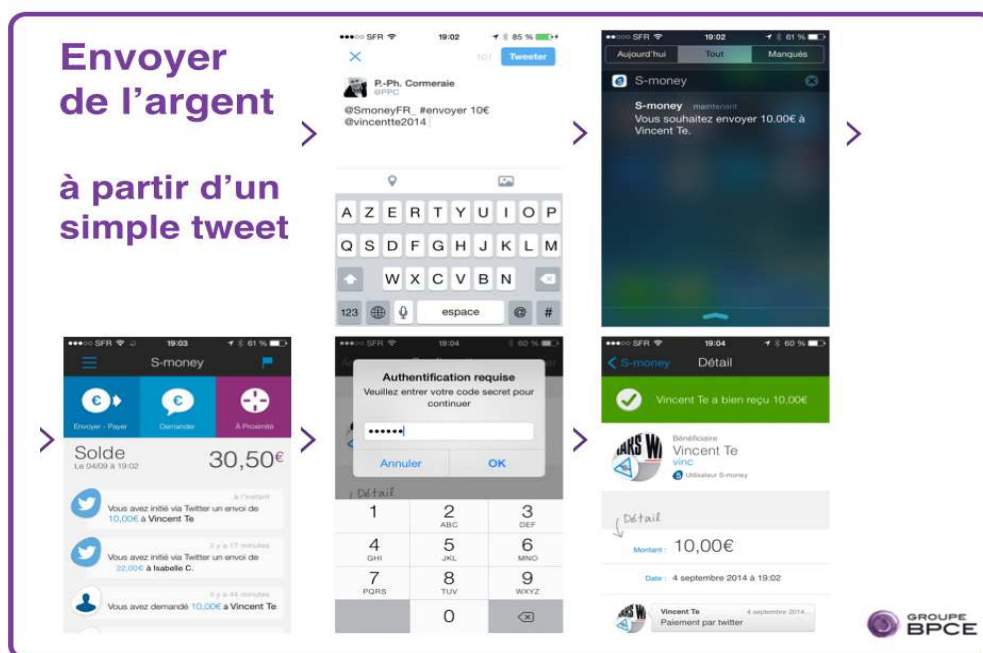 Envoyer
de l'argent
à partir d'un
simple tweet
SFR 19:02 85 %
101 Tweeter
P.-Ph. Cormeraie
@PPC
@SmoneyFR_ #envoyer 10€
@vincentte2014
A Z E R T Y U I O P
Q S D F G H J K L M
W X C V B N
123 espace @ #
SFR 19:02 61 %
Aujourd'hui Tout Manqués
S-money
S-money maintenant
Vous souhaitez envoyer 10.00€ à
Vincent Te.
SFR 19:03 61 %
S-money
Envoyer - Payer Demander À Proximité
Solde
Le 04/09 à 19:02
30,50€
à l'instant
Vous avez initié via Twitter un envoi de
10,00€ à Vincent Te
il y a 17 minutes
Vous avez initié via Twitter un envoi de
22,00€ à Isabelle C.
il y a 44 minutes
Vous avez demandé 10,00€ à Vincent Te
SFR 19:04 60 %
Authentification requise
Veuillez entrer votre code secret pour
continuer
Annuler OK
Détail
1 2 3
ABC DEF
4 5 6
GHI JKL MNO
7 8 9
PQRS TUV WXYZ
0
SFR 19:04 60 %
S-money Détail
Vincent Te a bien reçu 10,00€
Bénéficiaire
Vincent Te
vinc
Utilisateur S-money
Détail
Montant : 10,00€
Date : 4 septembre 2014 à 19:02
Vincent Te 4 septembre 2014
Paiement par twitter
GROUPE
BPCE